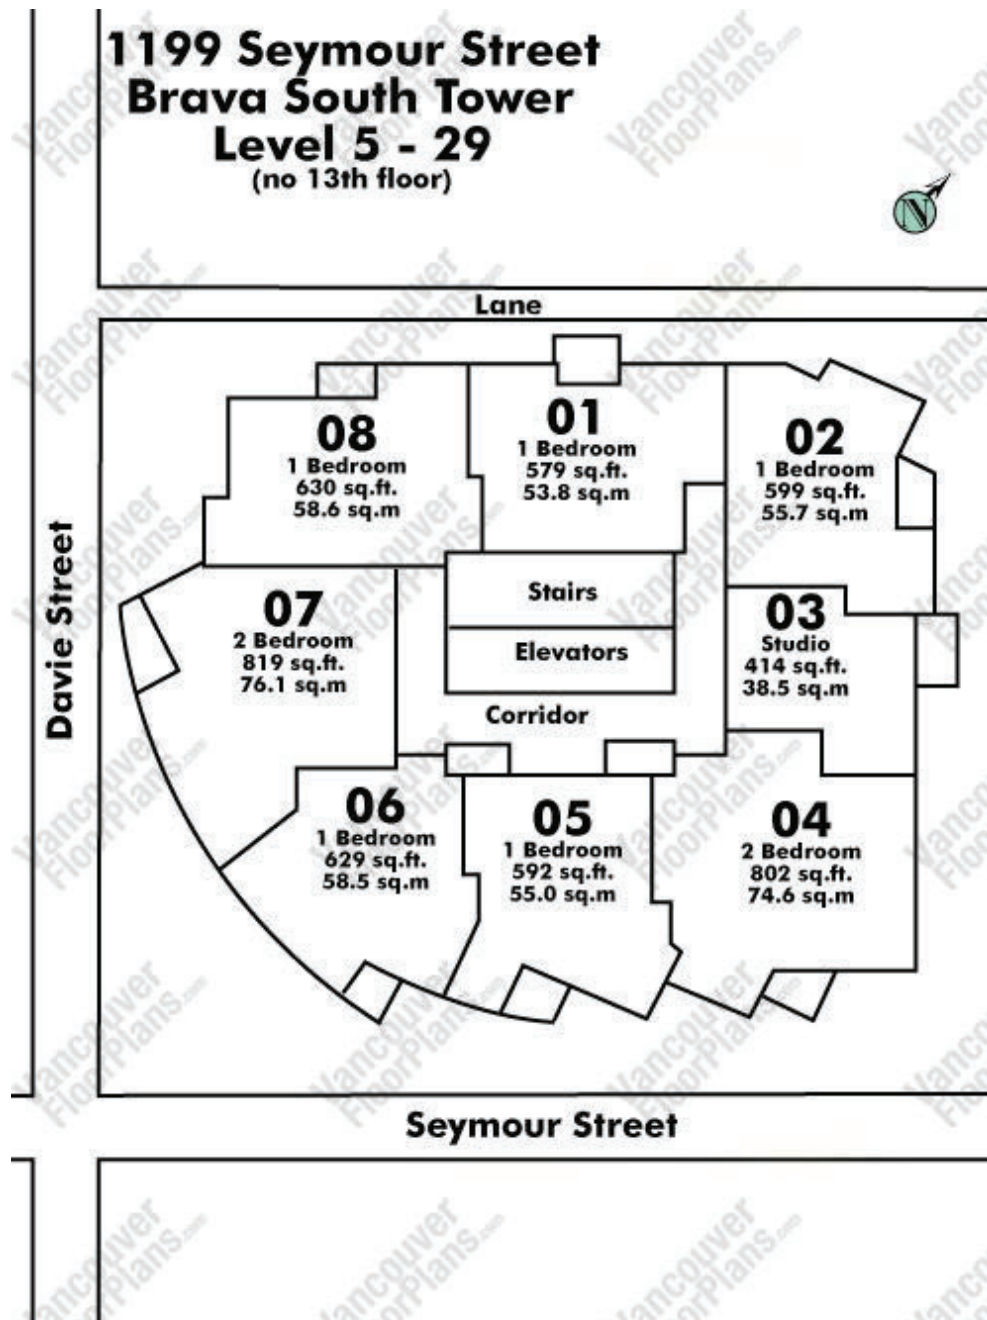 1199 Seymour Street
Brava South Tower
Level 5 - 29
(no 13th floor)
N
Lane
08
1 Bedroom
630 sq.ft.
58.6 sq.m
01
1 Bedroom
579 sq.ft.
53.8 sq.m
02
1 Bedroom
599 sq.ft.
55.7 sq.m
Davie Street
07
2 Bedroom
819 sq.ft.
76.1 sq.m
Stairs
Elevators
Corridor
03
Studio
414 sq.ft.
38.5 sq.m
06
1 Bedroom
629 sq.ft.
58.5 sq.m
05
1 Bedroom
592 sq.ft.
55.0 sq.m
04
2 Bedroom
802 sq.ft.
74.6 sq.m
Seymour Street
Vancouver
FloorPlans.com